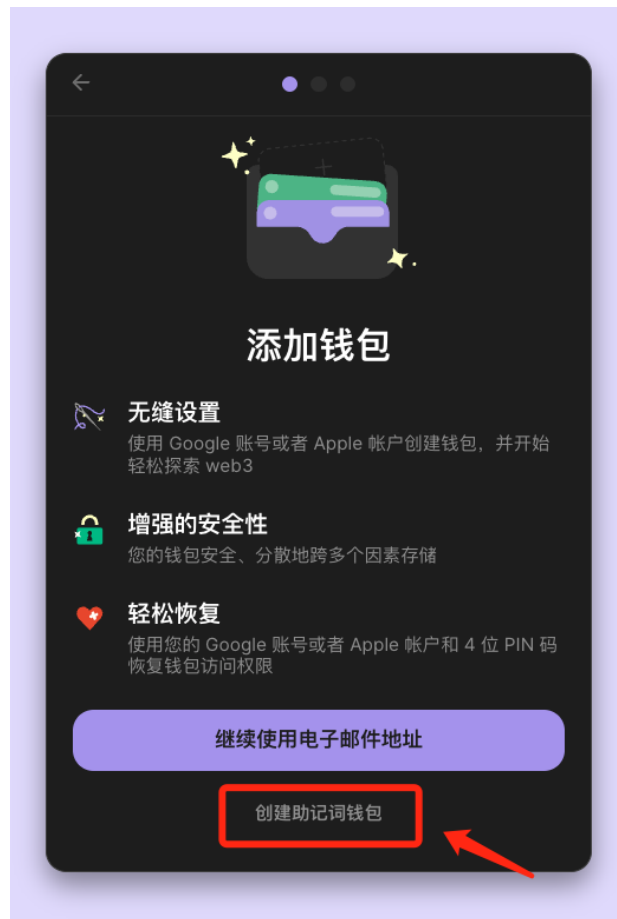 添加钱包
无缝设置
使用 Google 账号或者 Apple 帐户创建钱包，并开始
轻松探索 web3
增强的安全性
您的钱包安全、分散地跨多个因素存储
轻松恢复
使用您的 Google 账号或者 Apple 帐户和 4 位 PIN 码
恢复钱包访问权限
继续使用电子邮件地址
创建助记词钱包